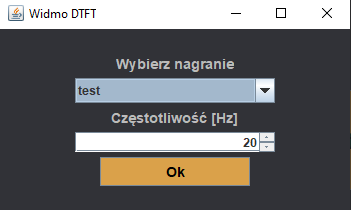 Widmo DTFT
Wybierz nagranie
test
Częstotliwość [Hz]
20
Ok